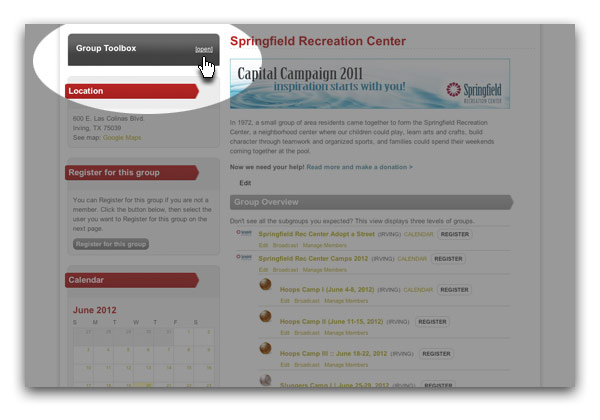 Group Toolbox [open]
Location
600 E. Las Colinas Blvd.
Irving, TX 75039
See map: Google Maps
Register for this group
You can Register for this group if you are not a
member. Click the button below, then select the
user you want to Register for this group on the
next page.
Register for this group
Calendar
June 2012
S M T W T F S
Springfield Recreation Center
Capital Campaign 2011
inspiration starts with you!
Springfield
RECREATION CENTER
In 1972, a small group of area residents came together to form the Springfield Recreation
Center, a neighborhood center where our children could play, learn arts and crafts, build
character through teamwork and organized sports, and families could spend their weekends
coming together at the pool.
Now we need your help! Read more and make a donation >
Edit
Group Overview
Don't see all the subgroups you expected? This view displays three levels of groups.
Springfield Rec Center Adopt a Street (IRVING) CALENDAR REGISTER
Edit Broadcast Manage Members
Springfield Rec Center Camps 2012 (IRVING) CALENDAR REGISTER
Edit Broadcast Manage Members
Hoops Camp I (June 4-8, 2012) (IRVING) CALENDAR REGISTER
Edit Broadcast Manage Members
Hoops Camp II (June 11-15, 2012) (IRVING) REGISTER
Edit Broadcast Manage Members
Hoops Camp III :: June 18-22, 2012 (IRVING) REGISTER
Edit Broadcast Manage Members
Sluggers Camp I ( June 25-29, 2012) (IRVING) REGISTER